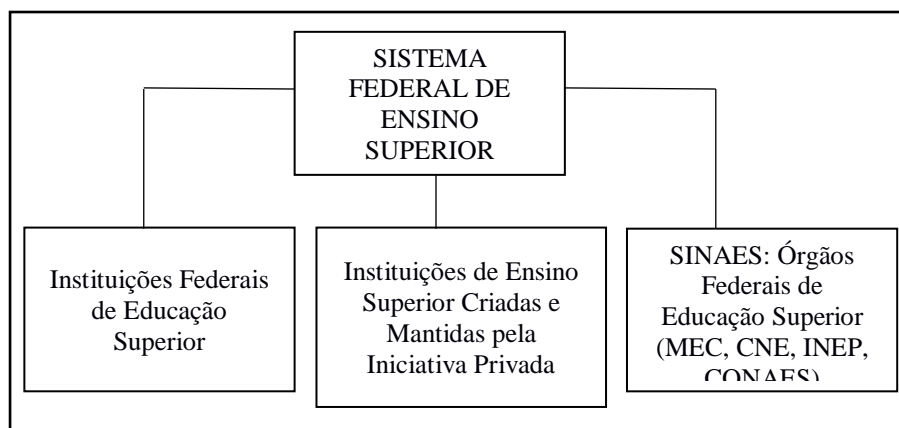 SISTEMA
FEDERAL DE
ENSINO
SUPERIOR
Instituições Federais
de Educação
Superior
Instituições de Ensino
Superior Criadas e
Mantidas pela
Iniciativa Privada
SINAES: Órgãos
Federais de
Educação Superior
(MEC, CNE, INEP,
CONAES)